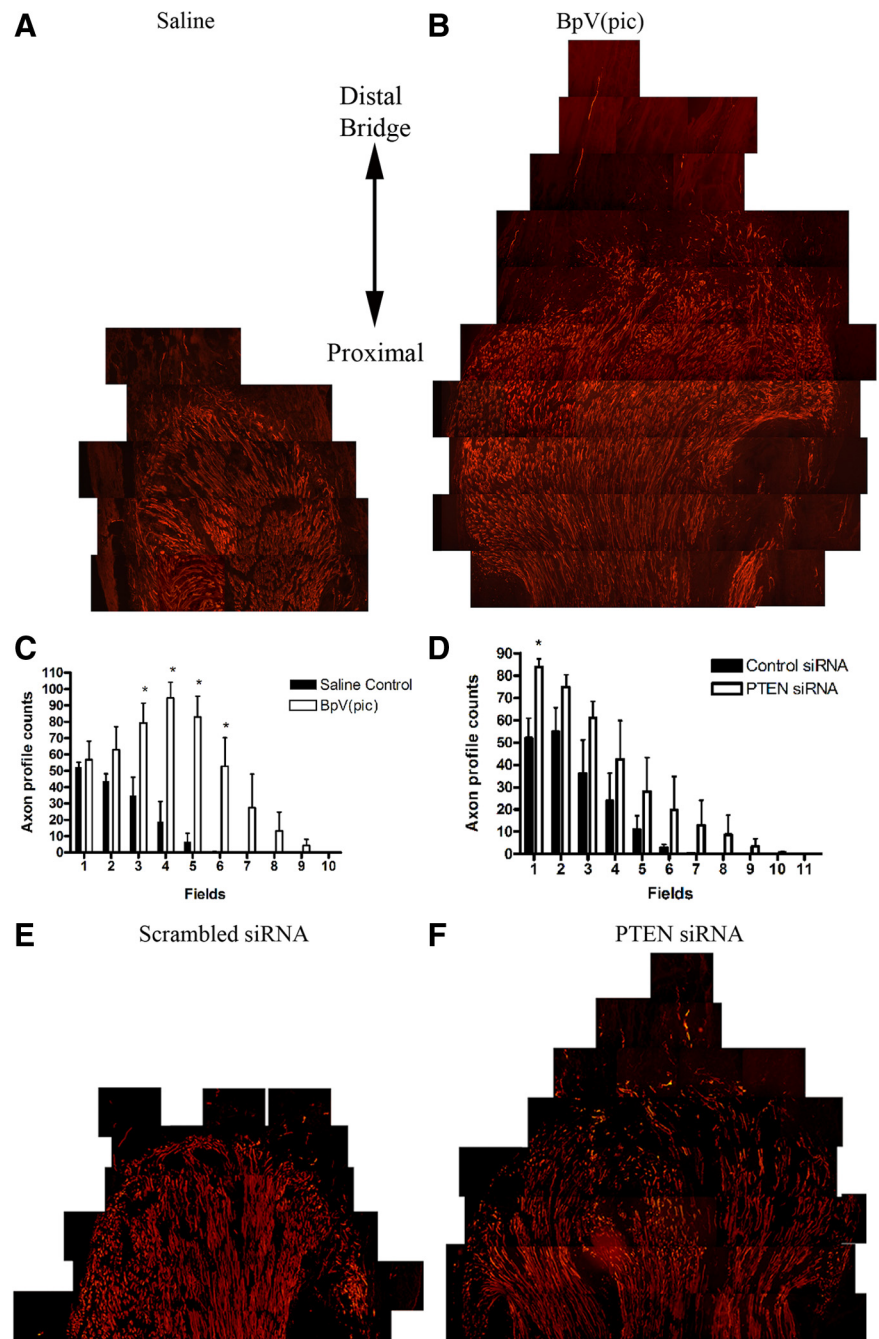 A
Saline
B
BpV(pic)
Distal
Bridge
Proximal
C
Axon profile counts
110
100
90
80
70
60
50
40
30
20
10
0
* * * *
Saline Control
BpV(pic)
1 2 3 4 5 6 7 8 9 10
Fields
D
Axon profile counts
90
80
70
60
50
40
30
20
10
0
*
Control siRNA
PTEN siRNA
1 2 3 4 5 6 7 8 9 10 11
Fields
E
Scrambled siRNA
F
PTEN siRNA